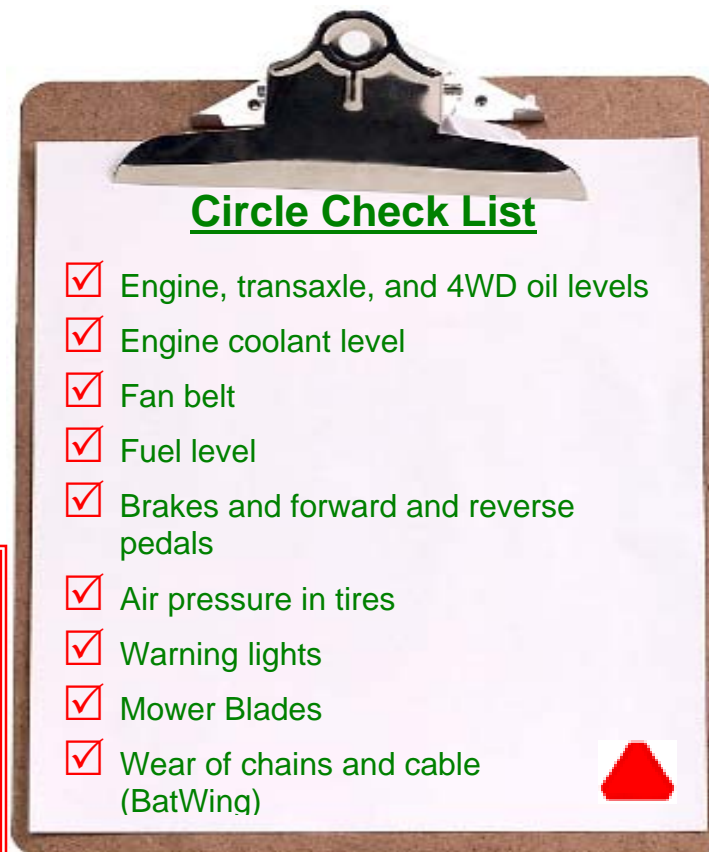 Circle Check List
Engine, transaxle, and 4WD oil levels
Engine coolant level
Fan belt
Fuel level
Brakes and forward and reverse
pedals
Air pressure in tires
Warning lights
Mower Blades
Wear of chains and cable
(BatWing)